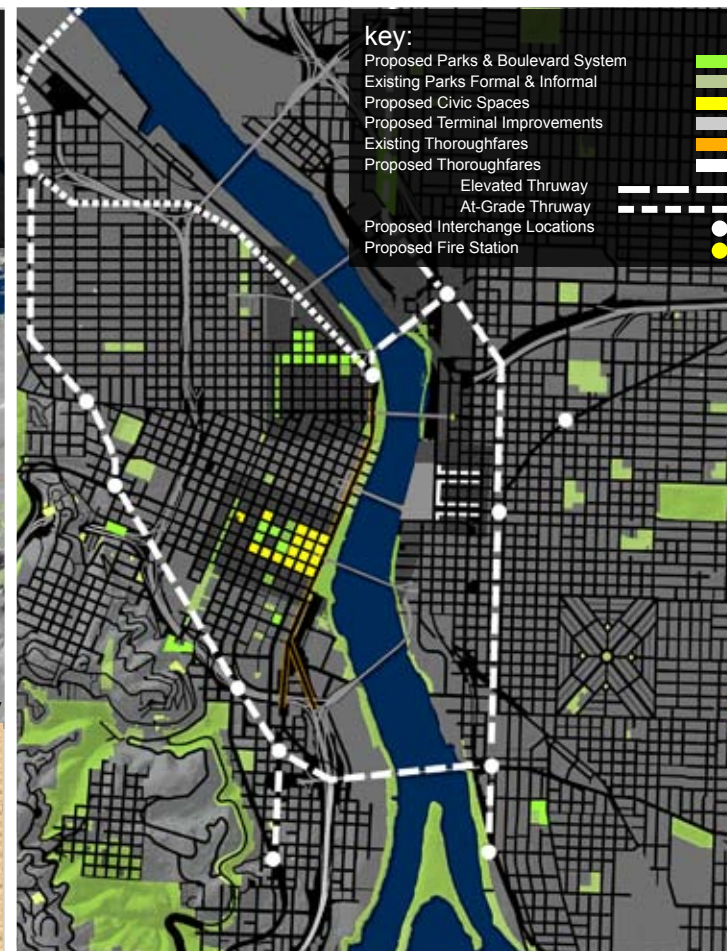 key:
Proposed Parks & Boulevard System
Existing Parks Formal & Informal
Proposed Civic Spaces
Proposed Terminal Improvements
Existing Thoroughfares
Proposed Thoroughfares
Elevated Thruway
At-Grade Thruway
Proposed Interchange Locations
Proposed Fire Station